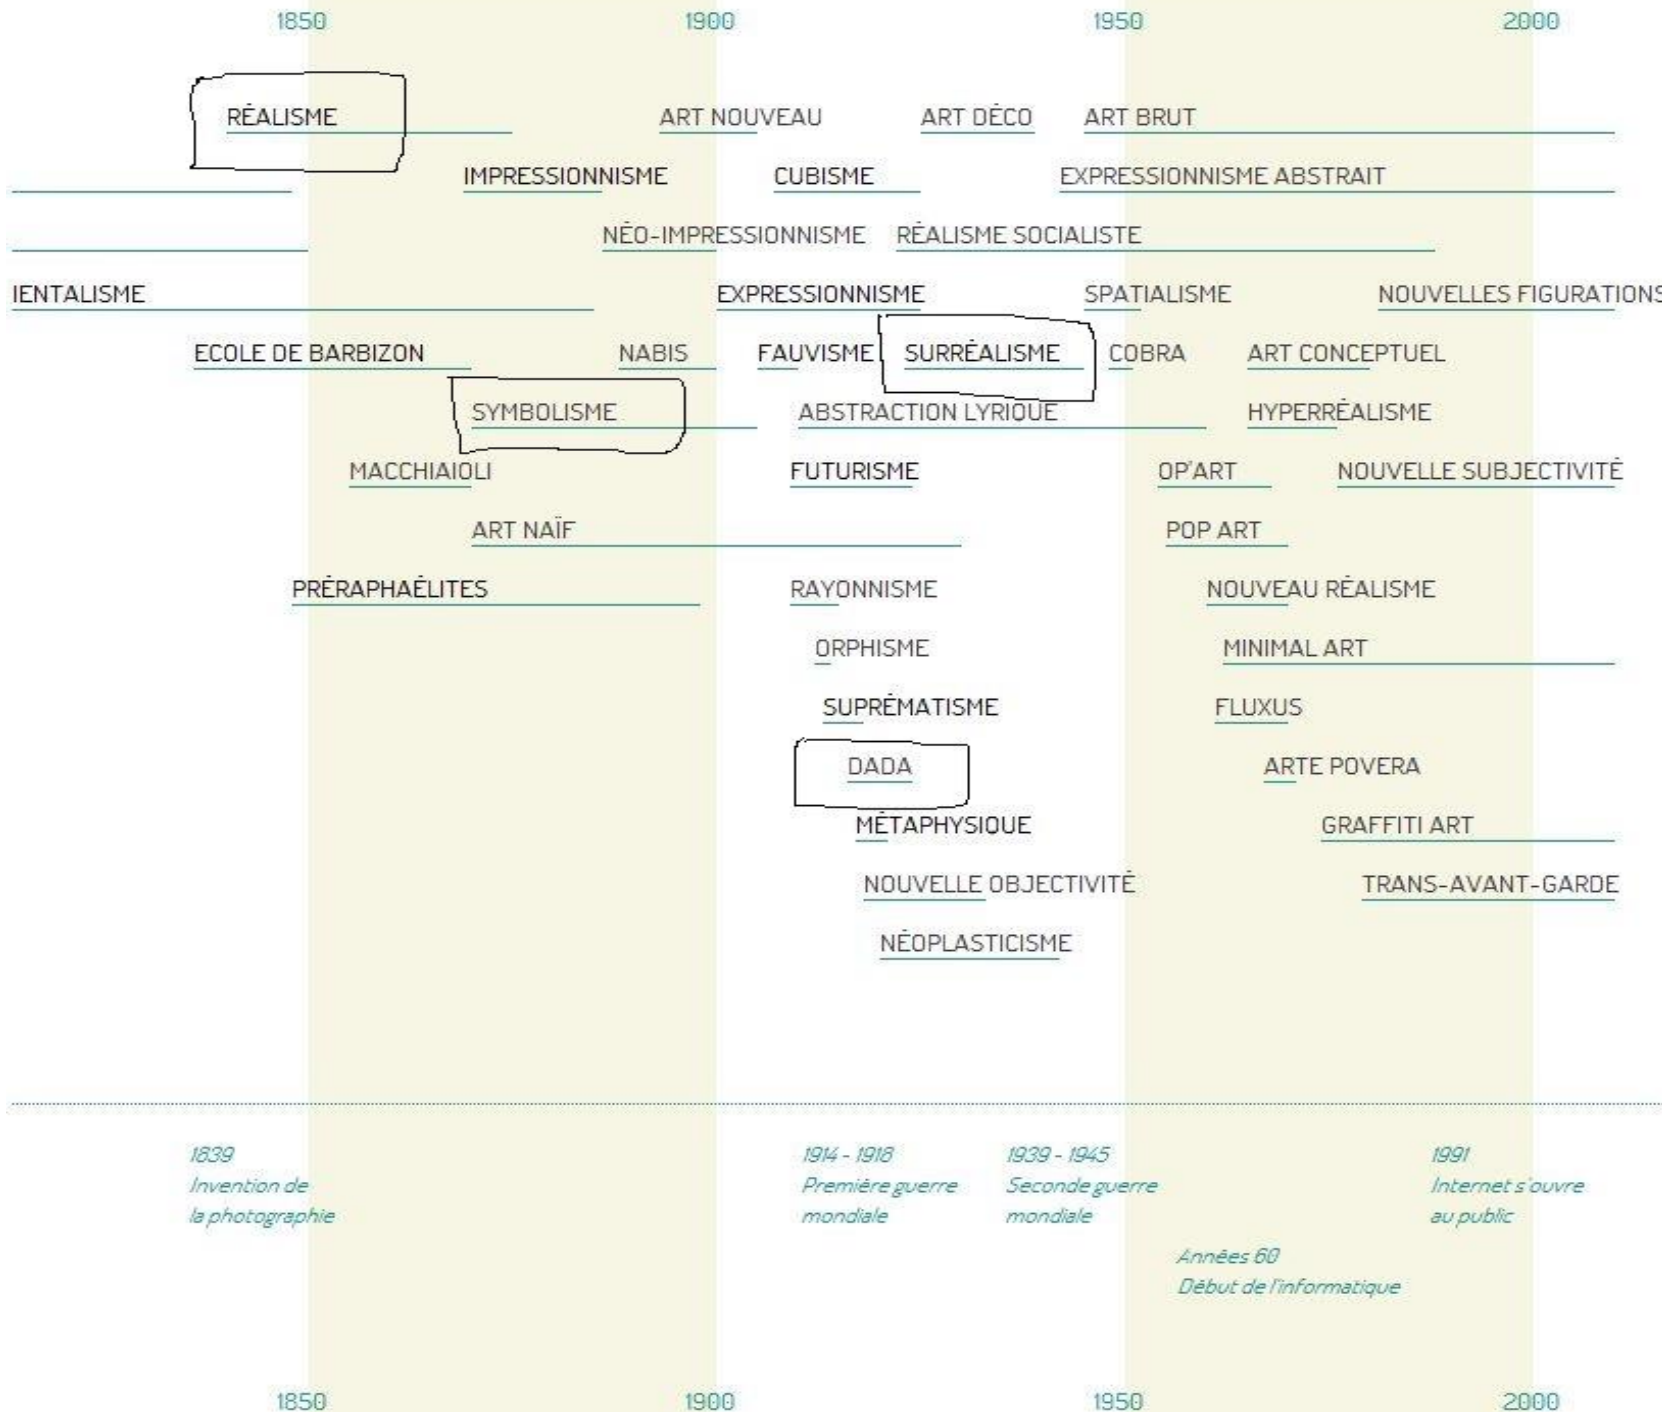 1850 1900 1950 2000
RÉALISME ART NOUVEAU ART DÉCO ART BRUT
IMPRESSIONNISME CUBISME EXPRESSIONNISME ABSTRAIT
NÉO-IMPRESSIONNISME RÉALISME SOCIALISTE
IENTALISME EXPRESSIONNISME SPATIALISME NOUVELLES FIGURATIONS
ECOLE DE BARBIZON NABIS FAUVISME SURRÉALISME COBRA ART CONCEPTUEL
SYMBOLISME ABSTRACTION LYRIQUE HYPERRÉALISME
MACCHIAIOLI FUTURISME OP'ART NOUVELLE SUBJECTIVITÉ
ART NAÏF POP ART
PRÉRAPHAÉLITES RAYONNISME NOUVEAU RÉALISME
ORPHISME MINIMAL ART
SUPRÉMATISME FLUXUS
DADA ARTE POVERA
MÉTAPHYSIQUE GRAFFITI ART
NOUVELLE OBJECTIVITÉ TRANS-AVANT-GARDE
NÉOPLASTICISME
1839
Invention de
la photographie
1914 - 1918
Première guerre
mondiale
1939 - 1945
Seconde guerre
mondiale
1991
Internet s'ouvre
au public
Années 60
Début de l'informatique
1850 1900 1950 2000